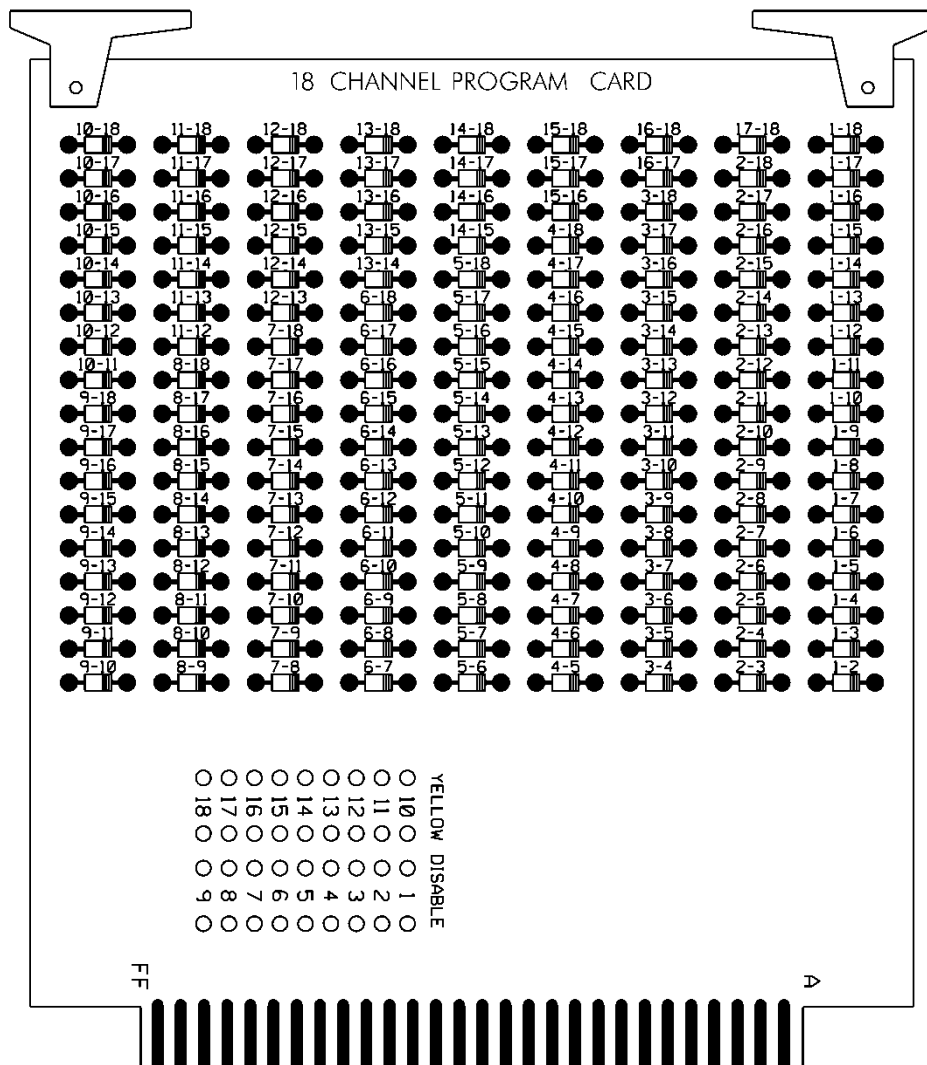 18 CHANNEL PROGRAM CARD
10-18 11-18 12-18 13-18 14-18 15-18 16-18 17-18 1-18
10-17 11-17 12-17 13-17 14-17 15-17 16-17 2-18 1-17
10-16 11-16 12-16 13-16 14-16 15-16 3-18 2-17 1-16
10-15 11-15 12-15 13-15 14-15 4-18 3-17 2-16 1-15
10-14 11-14 12-14 13-14 5-18 4-17 3-16 2-15 1-14
10-13 11-13 12-13 6-18 5-17 4-16 3-15 2-14 1-13
10-12 11-12 7-18 6-17 5-16 4-15 3-14 2-13 1-12
10-11 8-18 7-17 6-16 5-15 4-14 3-13 2-12 1-11
9-18 8-17 7-16 6-15 5-14 4-13 3-12 2-11 1-10
9-17 8-16 7-15 6-14 5-13 4-12 3-11 2-10 1-9
9-16 8-15 7-14 6-13 5-12 4-11 3-10 2-9 1-8
9-15 8-14 7-13 6-12 5-11 4-10 3-9 2-8 1-7
9-14 8-13 7-12 6-11 5-10 4-9 3-8 2-7 1-6
9-13 8-12 7-11 6-10 5-9 4-8 3-7 2-6 1-5
9-12 8-11 7-10 6-9 5-8 4-7 3-6 2-5 1-4
9-11 8-10 7-9 6-8 5-7 4-6 3-5 2-4 1-3
9-10 8-9 7-8 6-7 5-6 4-5 3-4 2-3 1-2
YELLOW DISABLE
10 1
11 2
12 3
13 4
14 5
15 6
16 7
17 8
18 9
FF A